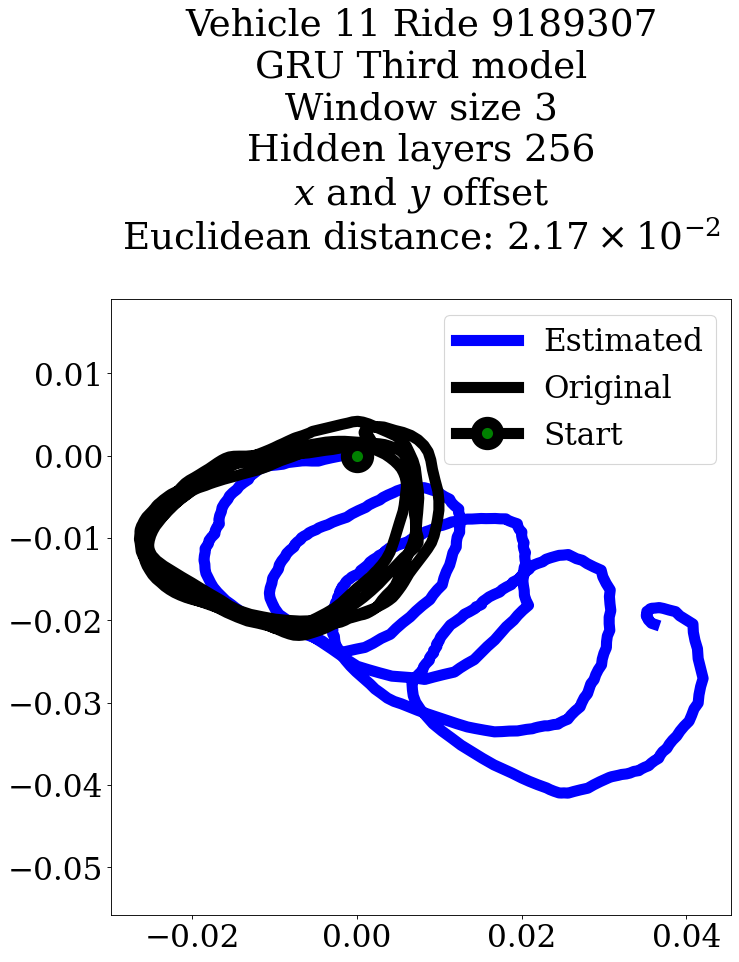 Vehicle 11 Ride 9189307
GRU Third model
Window size 3
Hidden layers 256
x and y offset
Euclidean distance: 2.17 × 10⁻²
Estimated
Original
Start
0.01
0.00
−0.01
−0.02
−0.03
−0.04
−0.05
−0.02 0.00 0.02 0.04